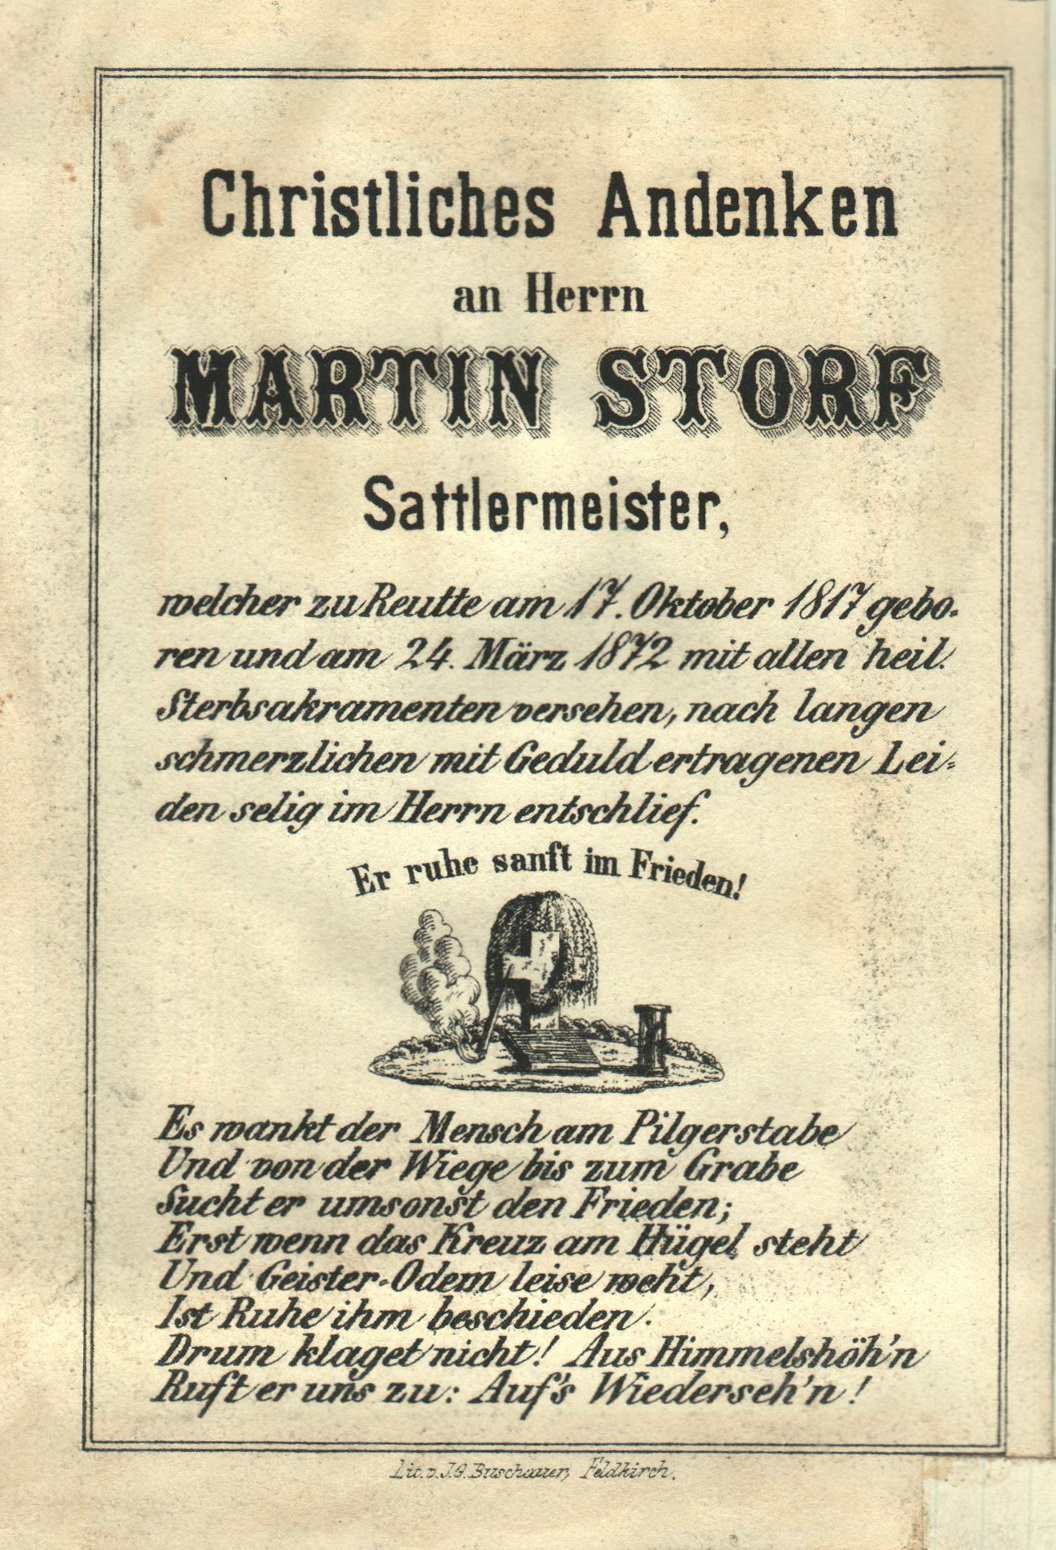 Christliches Andenken
an Herrn
MARTIN STORF
Sattlermeister,
welcher zu Reutte am 17. Oktober 1817 gebo-
ren und am 24. März 1872 mit allen heil.
Sterbsakramenten versehen, nach langen
schmerzlichen mit Geduld ertragenen Lei-
den selig im Herrn entschlief.
Er ruhe sanft im Frieden!
Es wankt der Mensch am Pilgerstabe
Und von der Wiege bis zum Grabe
Sucht er umsonst den Frieden;
Erst wenn das Kreuz am Hügel steht
Und Geister-Odem leise weht,
Ist Ruhe ihm beschieden.
Drum klaget nicht! Aus Himmelshöh'n
Ruft er uns zu: Auf's Wiederseh'n!
Lit. v. J. G. Buschauer, Feldkirch.